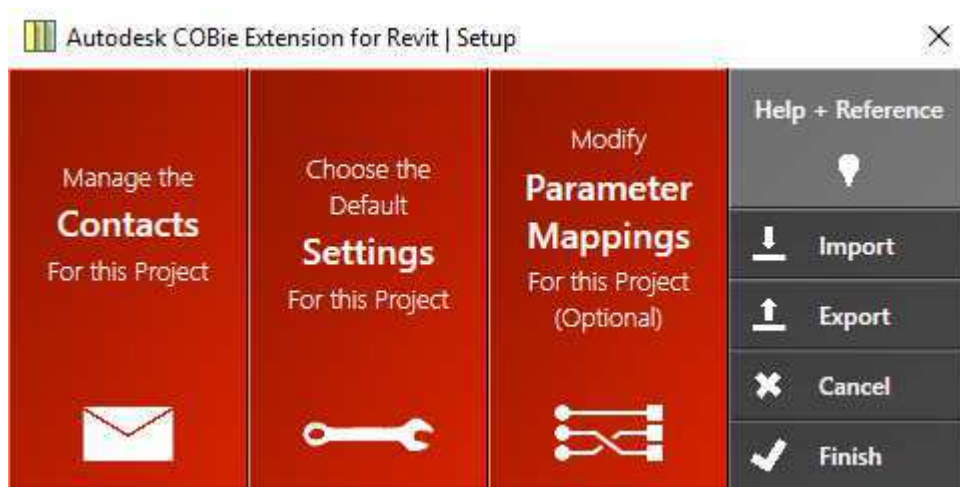 Autodesk COBie Extension for Revit | Setup
Manage the
Contacts
For this Project
Choose the
Default
Settings
For this Project
Modify
Parameter
Mappings
For this Project
(Optional)
Help + Reference
Import
Export
Cancel
Finish